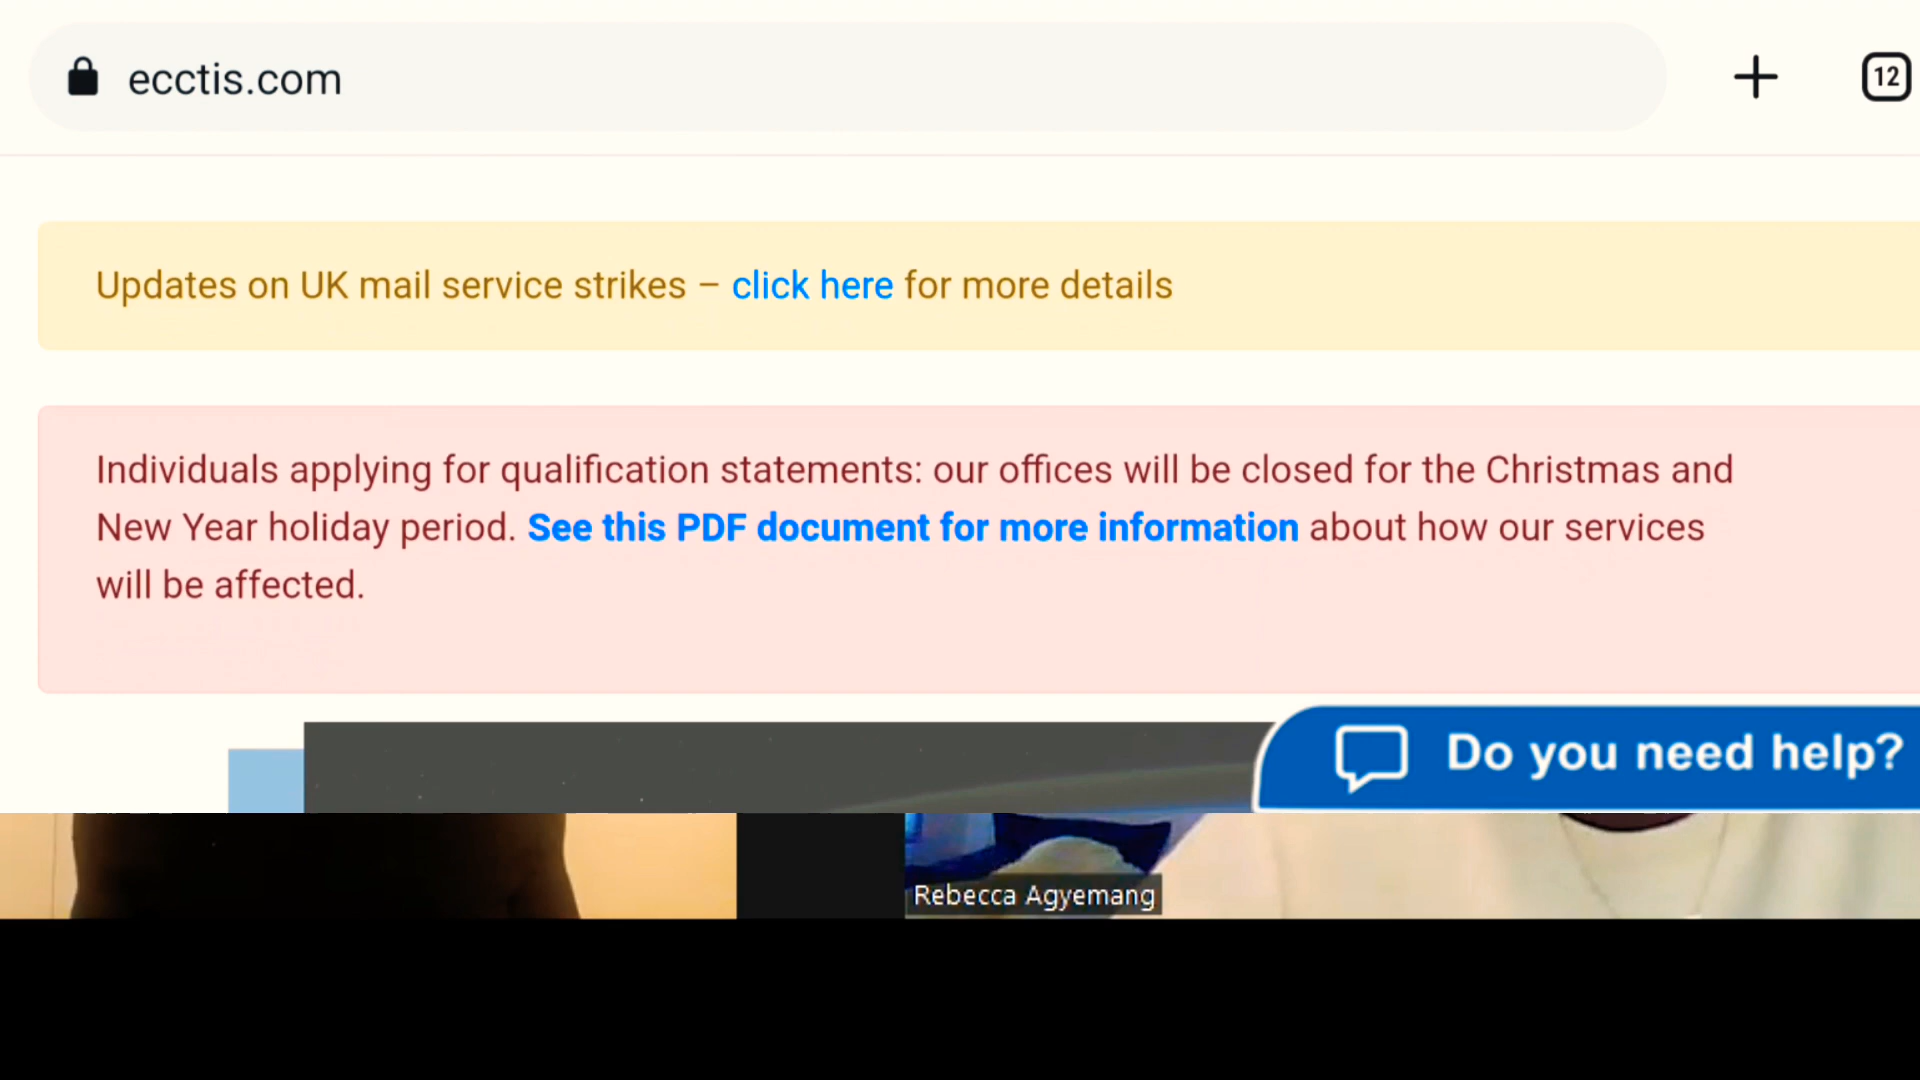 ecctis.com
12
Updates on UK mail service strikes – click here for more details
Individuals applying for qualification statements: our offices will be closed for the Christmas and
New Year holiday period. See this PDF document for more information about how our services
will be affected.
Do you need help?
Rebecca Agyemang